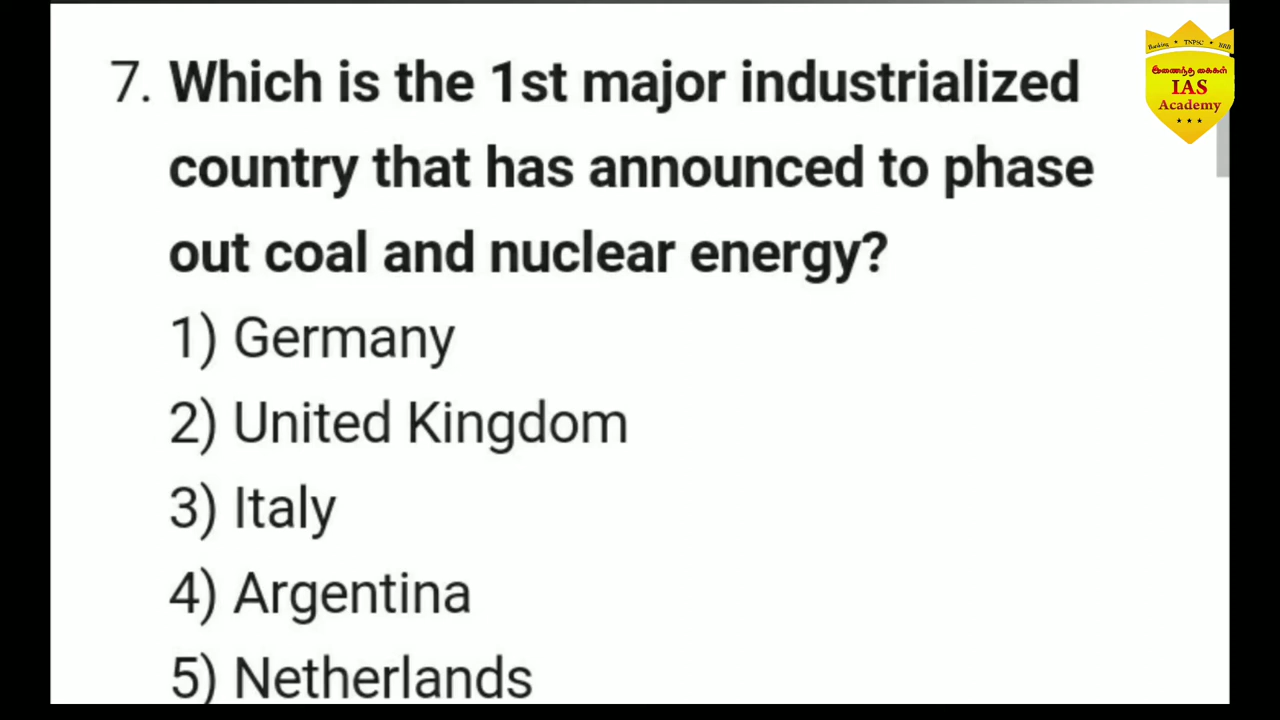 7. Which is the 1st major industrialized
country that has announced to phase
out coal and nuclear energy?
1) Germany
2) United Kingdom
3) Italy
4) Argentina
5) Netherlands
Banking • TNPSC • RRB
இணைந்த கைகள்
IAS
Academy